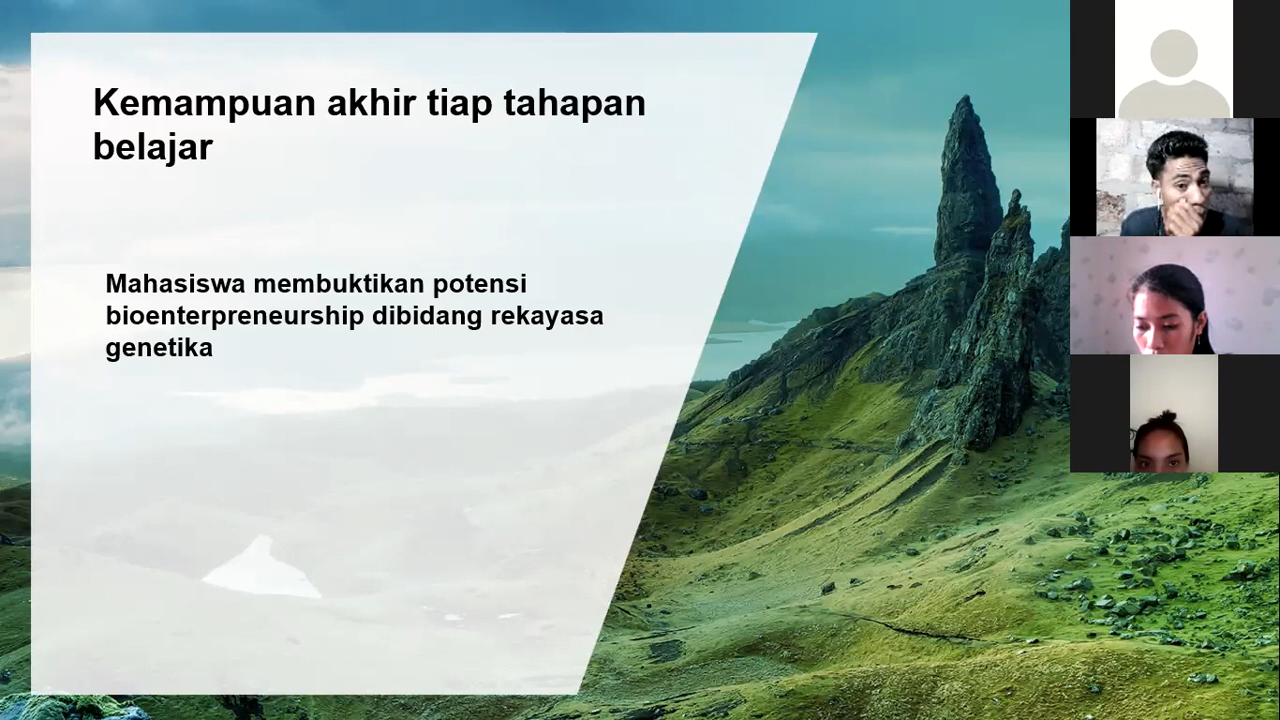 Kemampuan akhir tiap tahapan
belajar
Mahasiswa membuktikan potensi
bioenterpreneurship dibidang rekayasa
genetika